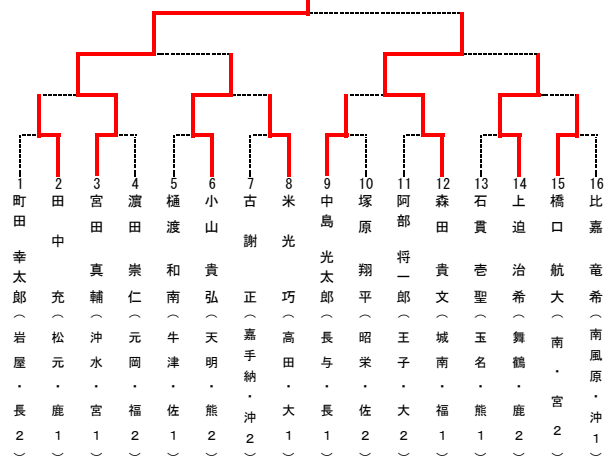 1 町田 幸太郎（岩屋・長2）
2 田中 充（松元・鹿1）
3 宮田 真輔（沖水・宮1）
4 濵田 崇仁（元岡・福2）
5 樋渡 和南（牛津・佐1）
6 小山 貴弘（天明・熊2）
7 古謝 正（嘉手納・沖2）
8 米光 巧（高田・大1）
9 中島 光太郎（長与・長1）
10 塚原 翔平（昭栄・佐2）
11 阿部 将一郎（王子・大2）
12 森田 貴文（城南・福1）
13 石貫 壱聖（玉名・熊1）
14 上迫 治希（舞鶴・鹿2）
15 橋口 航大（南・宮2）
16 比嘉 竜希（南風原・沖1）